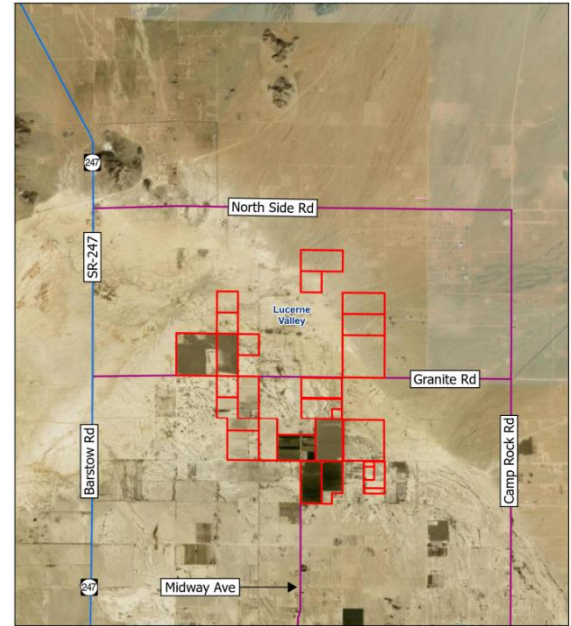 247
North Side Rd
SR-247
Lucerne
Valley
Granite Rd
Barstow Rd
Camp Rock Rd
247
Midway Ave